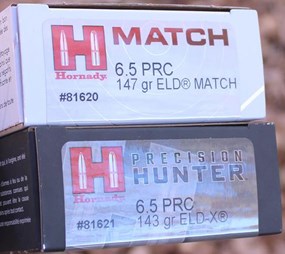 MATCH
Hornady
6.5 PRC
147 gr ELD® MATCH
#81620
PRECISION
HUNTER
Hornady
6.5 PRC
#81621
143 gr ELD-X®